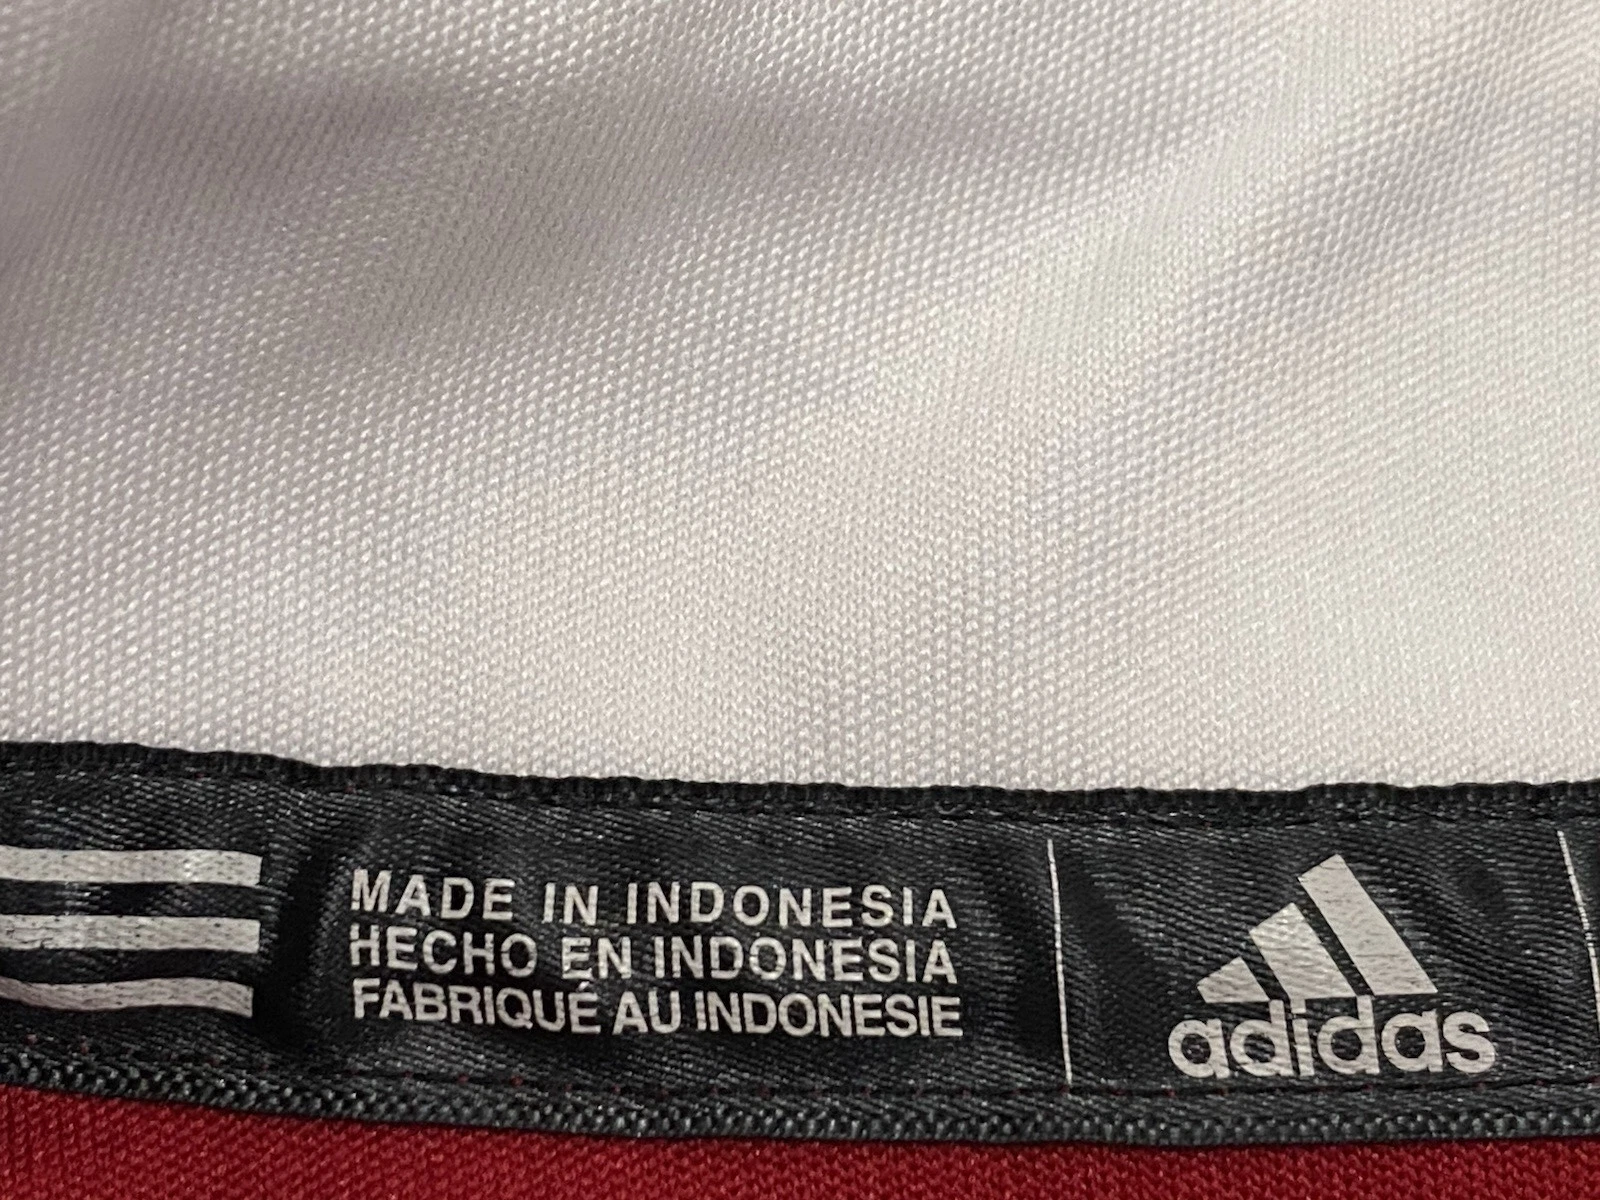 MADE IN INDONESIA
HECHO EN INDONESIA
FABRIQUÉ AU INDONESIE
adidas